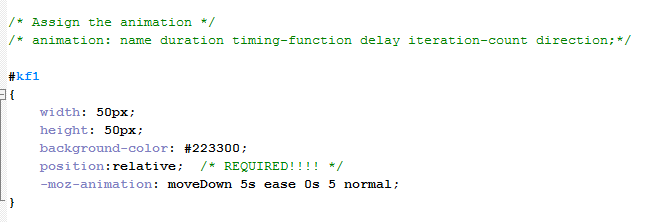 /* Assign the animation */
/* animation: name duration timing-function delay iteration-count direction;*/
#kf1
{
width: 50px;
height: 50px;
background-color: #223300;
position:relative; /* REQUIRED!!!! */
-moz-animation: moveDown 5s ease 0s 5 normal;
}